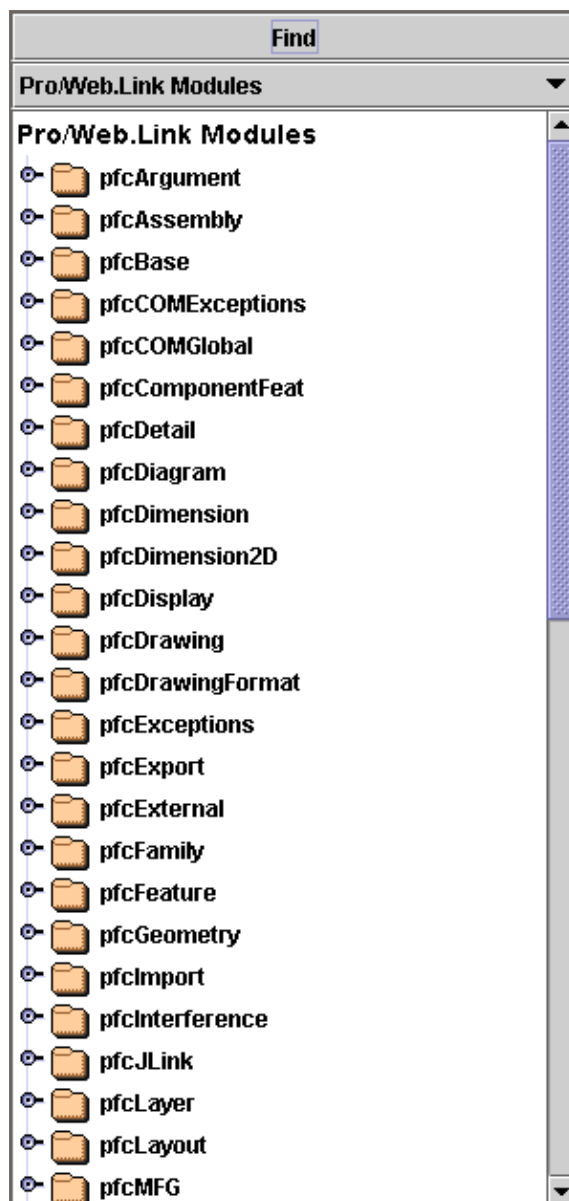 Find
Pro/Web.Link Modules
Pro/Web.Link Modules
pfcArgument
pfcAssembly
pfcBase
pfcCOMExceptions
pfcCOMGlobal
pfcComponentFeat
pfcDetail
pfcDiagram
pfcDimension
pfcDimension2D
pfcDisplay
pfcDrawing
pfcDrawingFormat
pfcExceptions
pfcExport
pfcExternal
pfcFamily
pfcFeature
pfcGeometry
pfcImport
pfcInterference
pfcJLink
pfcLayer
pfcLayout
pfcMFG